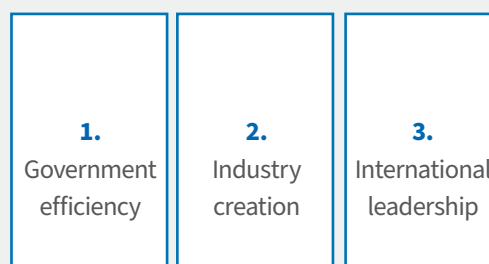 1.
Government
efficiency
2.
Industry
creation
3.
International
leadership